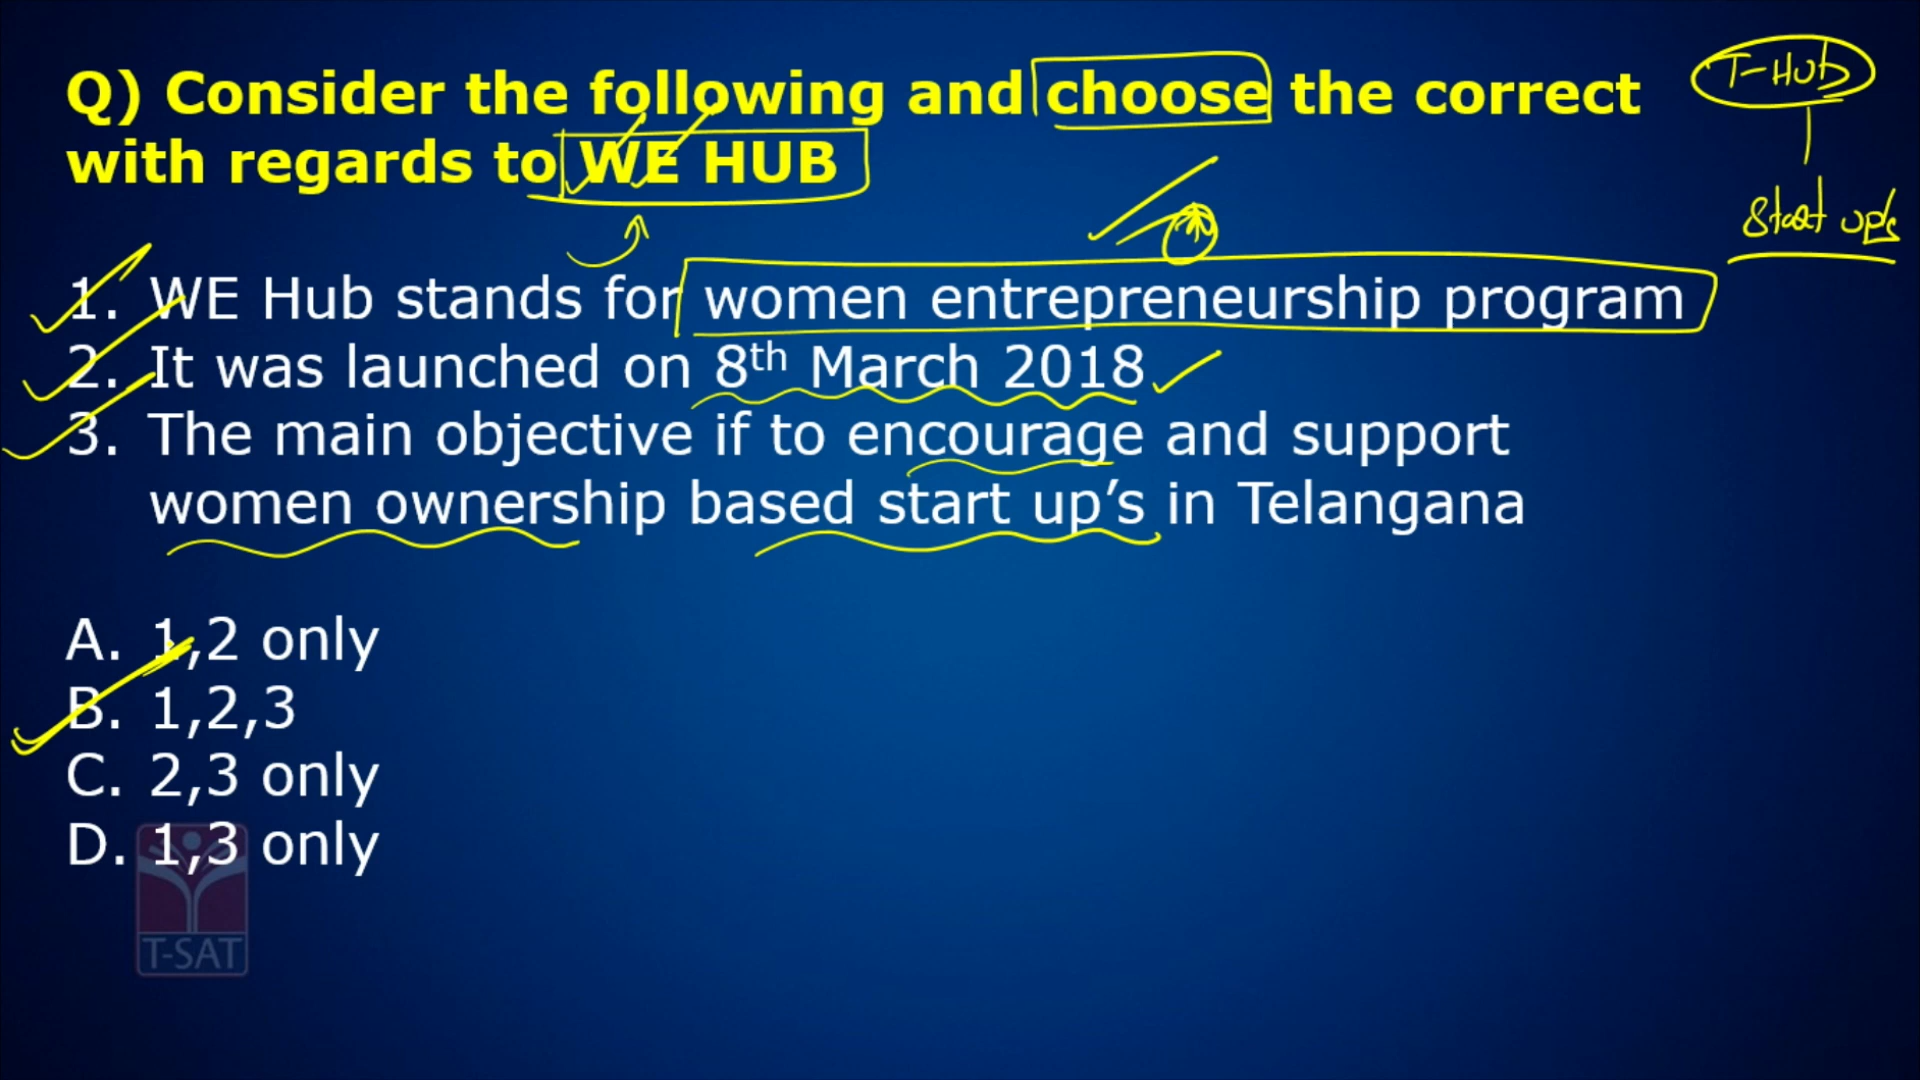 Q) Consider the following and choose the correct
with regards to WE HUB
T-Hub
Start up's
1. WE Hub stands for women entrepreneurship program
2. It was launched on 8th March 2018
3. The main objective if to encourage and support
women ownership based start up’s in Telangana
A. 1,2 only
B. 1,2,3
C. 2,3 only
D. 1,3 only
T-SAT